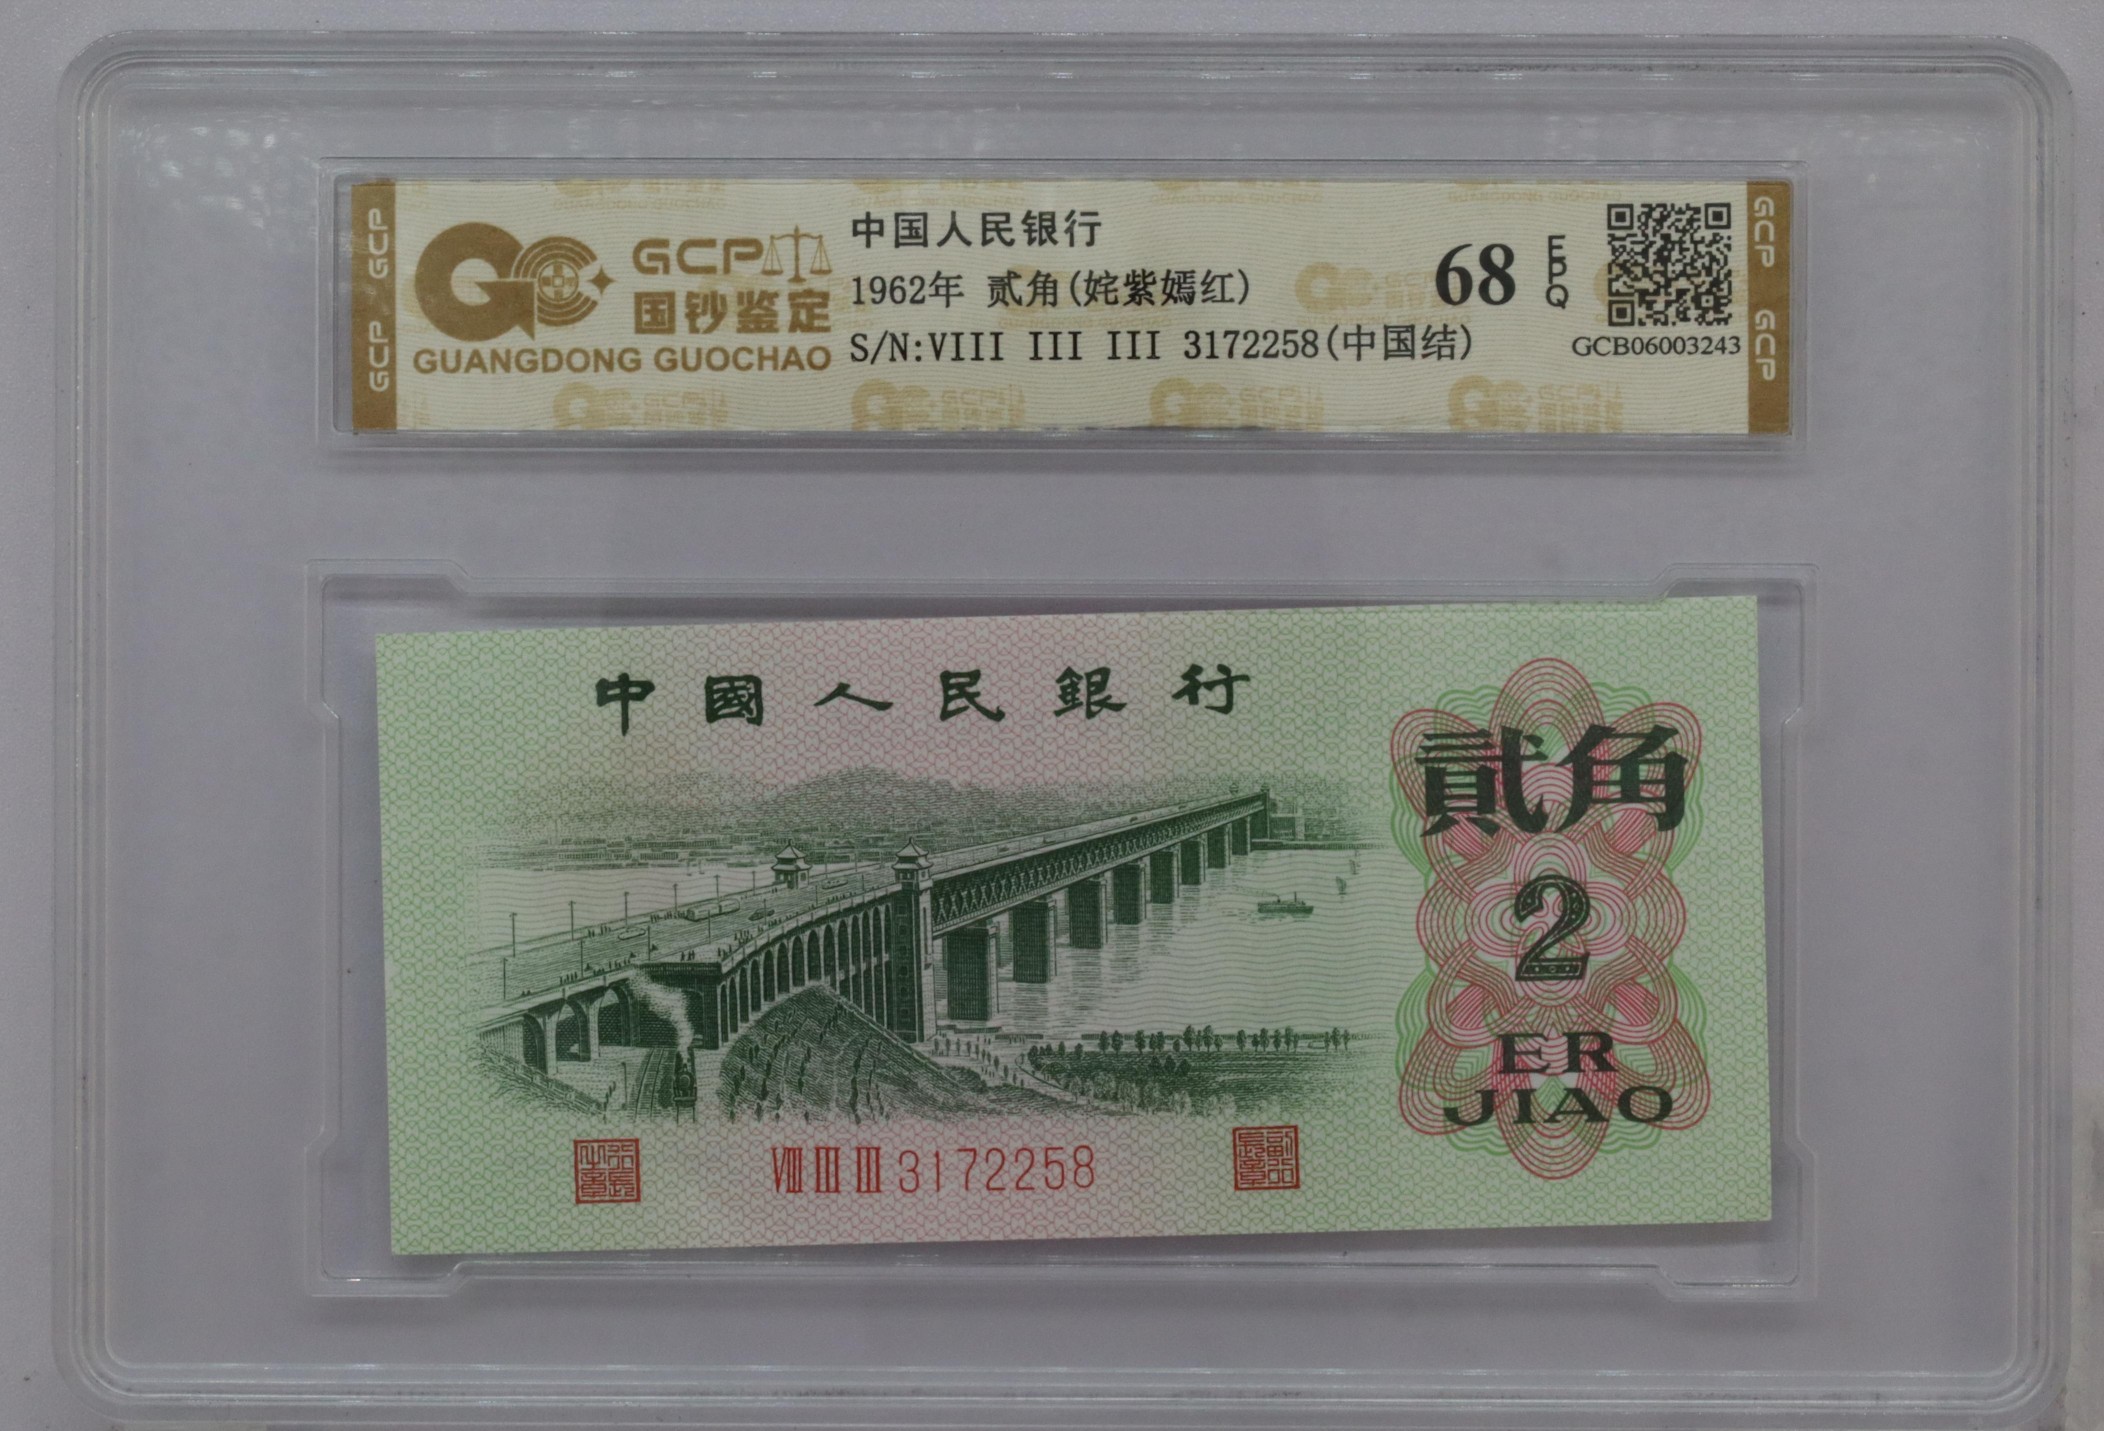 GCP
GCP
GCP
国钞鉴定
GUANGDONG GUOCHAO
中国人民银行
1962年 贰角(姹紫嫣红)
S/N:VIII III III 3172258(中国结)
68
EPQ
GCB06003243
GCP
GCP
中國人民銀行
貳角
2
ER
JIAO
VIII III III 3172258